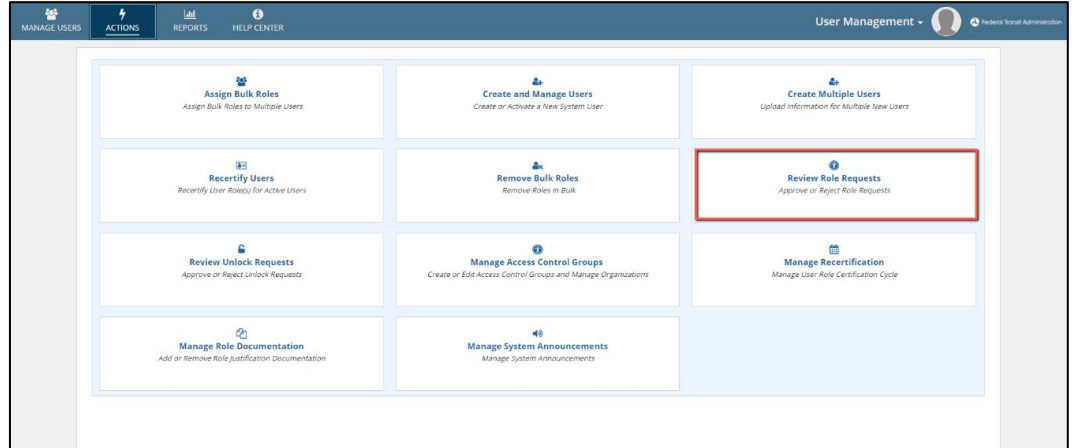 MANAGE USERS
ACTIONS
REPORTS
HELP CENTER
User Management
Federal Transit Administration
Assign Bulk Roles
Assign Bulk Roles to Multiple Users
Create and Manage Users
Create or Activate a New System User
Create Multiple Users
Upload Information for Multiple New Users
Recertify Users
Recertify User Role(s) for Active Users
Remove Bulk Roles
Remove Roles in Bulk
Review Role Requests
Approve or Reject Role Requests
Review Unlock Requests
Approve or Reject Unlock Requests
Manage Access Control Groups
Create or Edit Access Control Groups and Manage Organizations
Manage Recertification
Manage User Role Certification Cycle
Manage Role Documentation
Add or Remove Role Justification Documentation
Manage System Announcements
Manage System Announcements